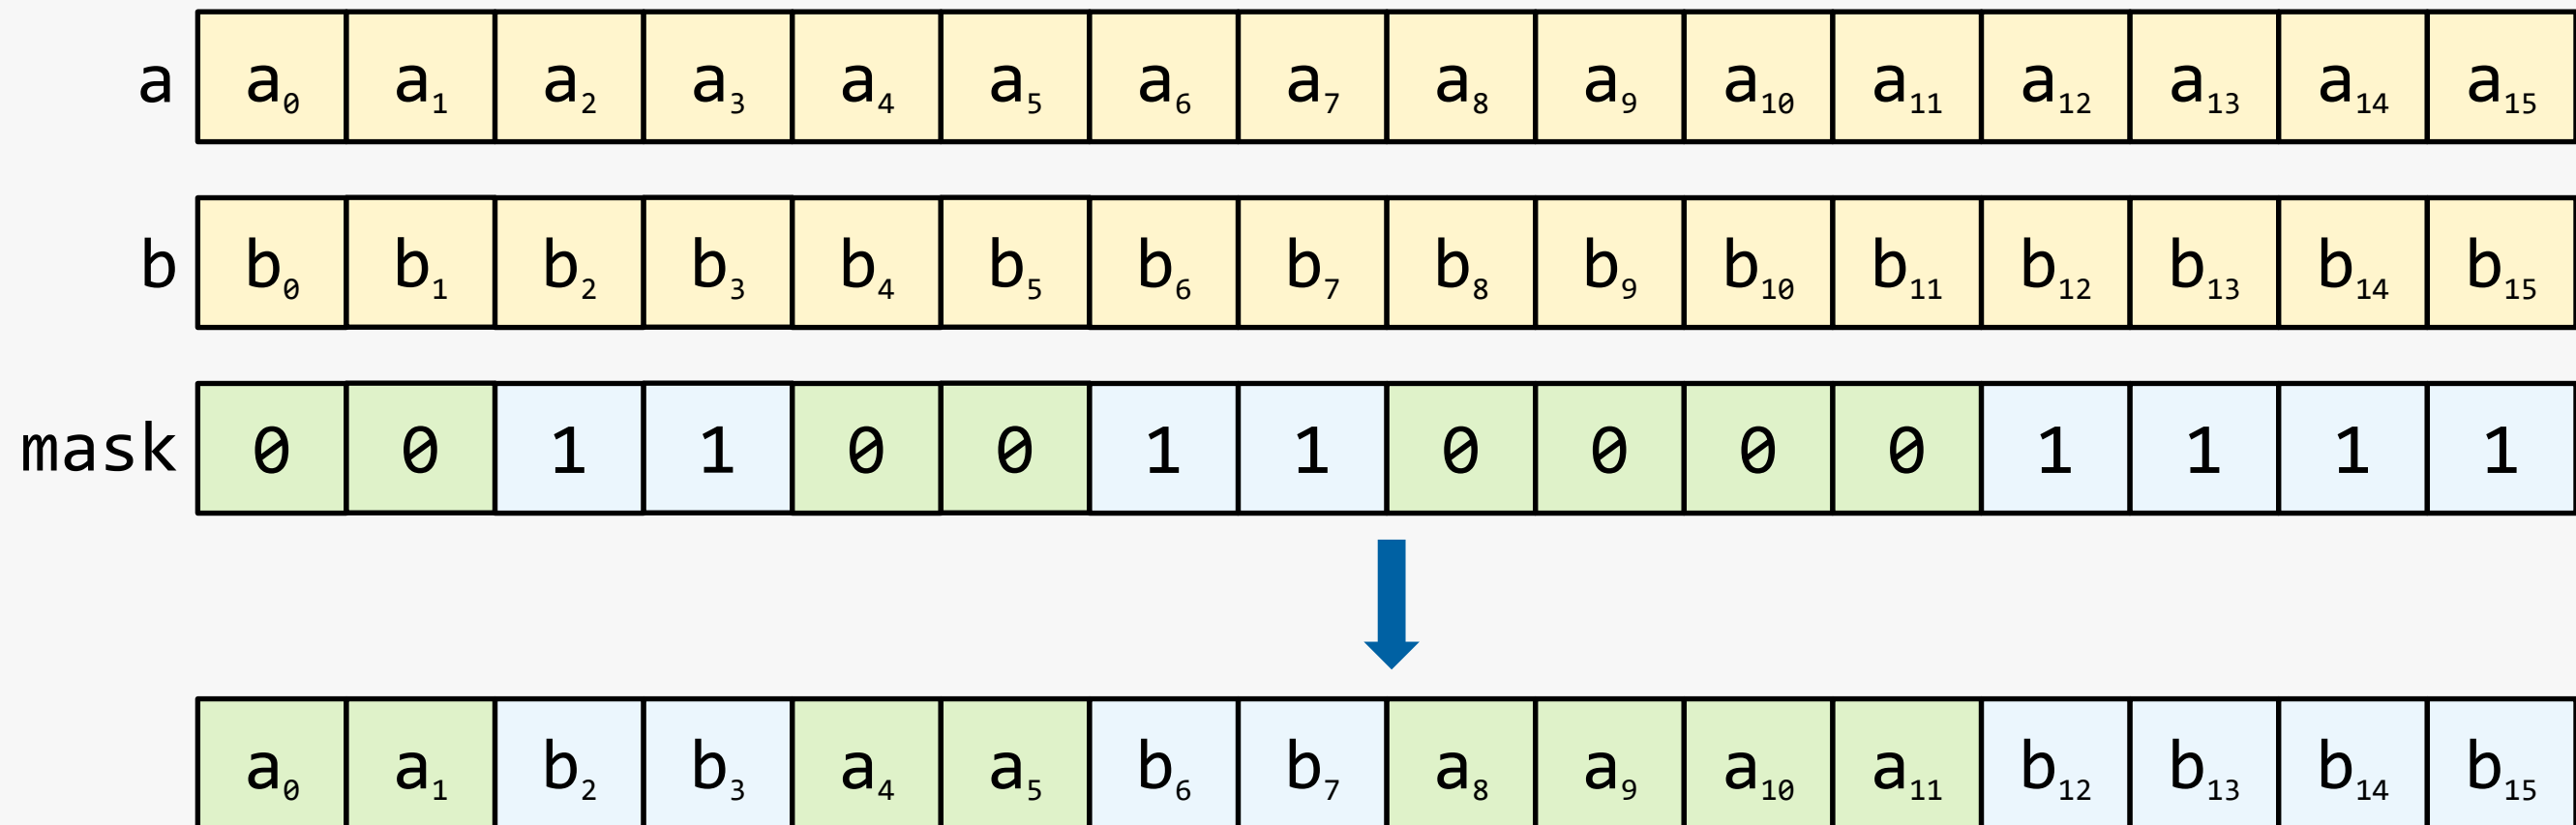 a a₀ a₁ a₂ a₃ a₄ a₅ a₆ a₇ a₈ a₉ a₁₀ a₁₁ a₁₂ a₁₃ a₁₄ a₁₅
b b₀ b₁ b₂ b₃ b₄ b₅ b₆ b₇ b₈ b₉ b₁₀ b₁₁ b₁₂ b₁₃ b₁₄ b₁₅
mask 0 0 1 1 0 0 1 1 0 0 0 0 1 1 1 1
a₀ a₁ b₂ b₃ a₄ a₅ b₆ b₇ a₈ a₉ a₁₀ a₁₁ b₁₂ b₁₃ b₁₄ b₁₅